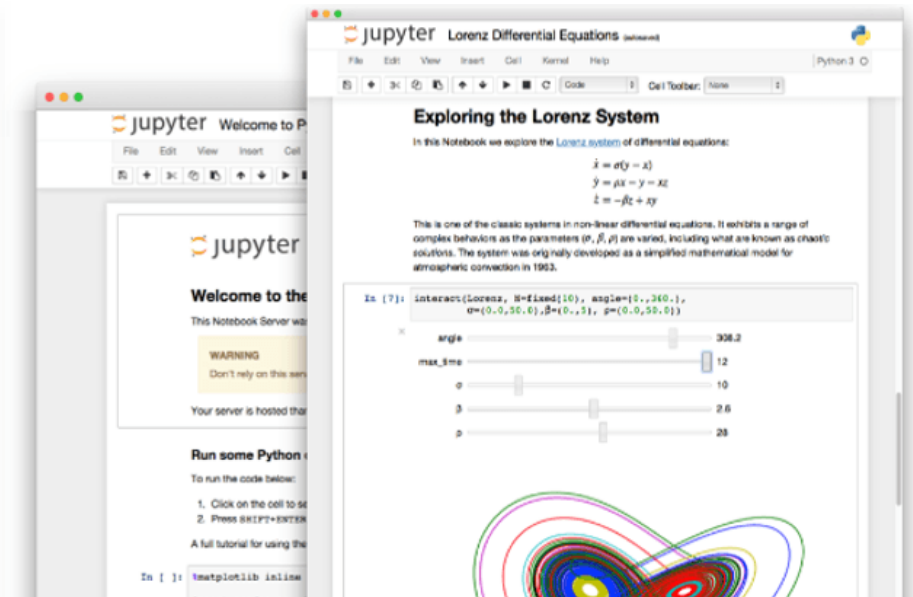 jupyter Lorenz Differential Equations (autosaved)
File Edit View Insert Cell Kernel Help Python 3
Code Cell Toolbar: None
Exploring the Lorenz System
In this Notebook we explore the Lorenz system of differential equations:
ẋ = σ(y − x)
ẏ = ρx − y − xz
ż = −βz + xy
This is one of the classic systems in non-linear differential equations. It exhibits a range of
complex behaviors as the parameters (σ, β, ρ) are varied, including what are known as chaotic
solutions. The system was originally developed as a simplified mathematical model for
atmospheric convection in 1963.
In [7]: interact(Lorenz, N=fixed(10), angle=(0.,360.),
σ=(0.0,50.0),β=(0.,5), ρ=(0.0,50.0))
angle 308.2
max_time 12
σ 10
β 2.6
ρ 28
jupyter Welcome to P
File Edit View Insert Cell
jupyter
Welcome to the
This Notebook Server was
WARNING
Don't rely on this serv
Your server is hosted than
Run some Python
To run the code below:
1. Click on the cell to se
2. Press SHIFT+ENTER
A full tutorial for using the
In [ ]: %matplotlib inline